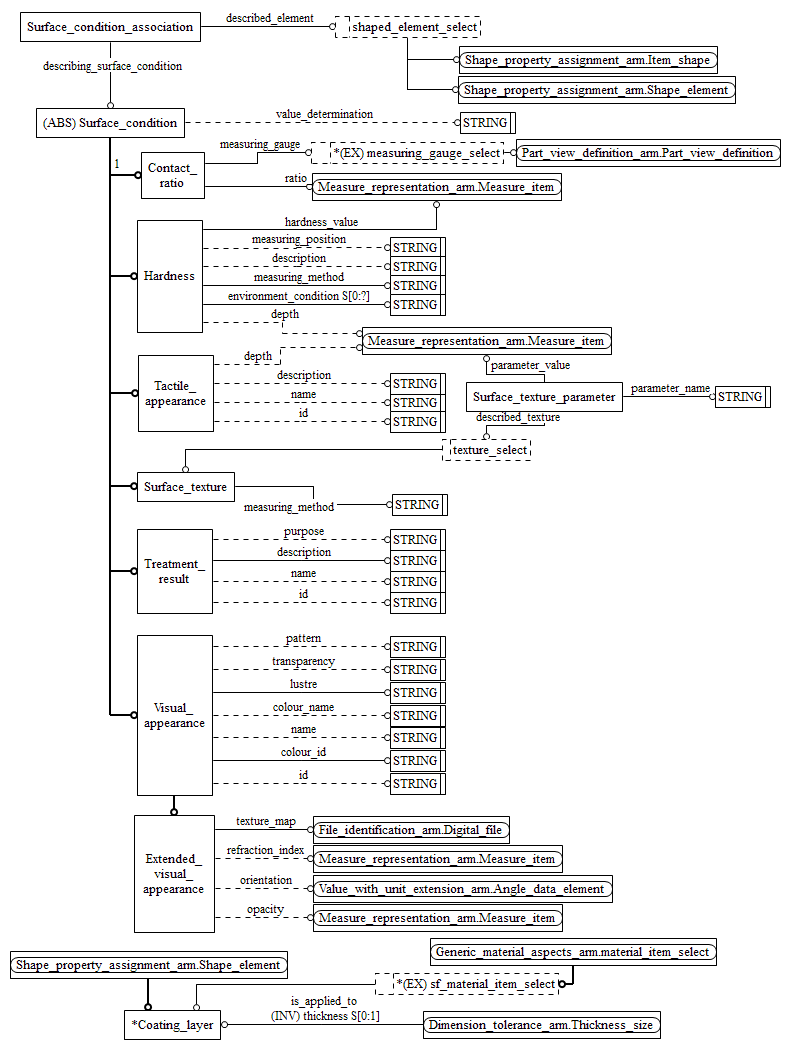 Surface_condition_association
described_element
shaped_element_select
Shape_property_assignment_arm.Item_shape
describing_surface_condition
Shape_property_assignment_arm.Shape_element
(ABS) Surface_condition
value_determination
STRING
1
Contact_
ratio
measuring_gauge
*(EX) measuring_gauge_select
Part_view_definition_arm.Part_view_definition
ratio
Measure_representation_arm.Measure_item
Hardness
hardness_value
measuring_position
STRING
description
STRING
measuring_method
STRING
environment_condition S[0:?]
STRING
depth
Measure_representation_arm.Measure_item
Tactile_
appearance
depth
description
STRING
name
STRING
id
STRING
parameter_value
Surface_texture_parameter
parameter_name
STRING
described_texture
texture_select
Surface_texture
measuring_method
STRING
Treatment_
result
purpose
STRING
description
STRING
name
STRING
id
STRING
Visual_
appearance
pattern
STRING
transparency
STRING
lustre
STRING
colour_name
STRING
name
STRING
colour_id
STRING
id
STRING
Extended_
visual_
appearance
texture_map
File_identification_arm.Digital_file
refraction_index
Measure_representation_arm.Measure_item
orientation
Value_with_unit_extension_arm.Angle_data_element
opacity
Measure_representation_arm.Measure_item
Shape_property_assignment_arm.Shape_element
Generic_material_aspects_arm.material_item_select
*(EX) sf_material_item_select
*Coating_layer
is_applied_to
(INV) thickness S[0:1]
Dimension_tolerance_arm.Thickness_size